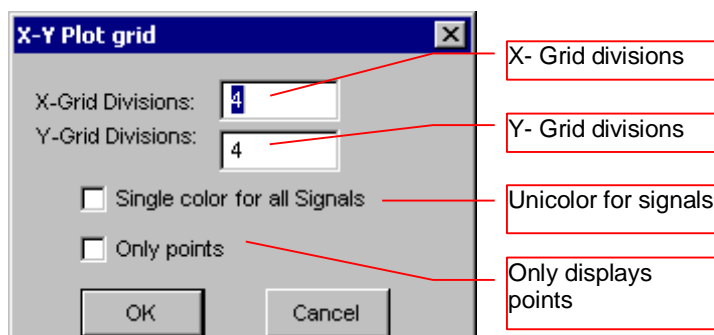 X-Y Plot grid
X-Grid Divisions: 4
Y-Grid Divisions: 4
Single color for all Signals
Only points
OK Cancel
X- Grid divisions
Y- Grid divisions
Unicolor for signals
Only displays
points